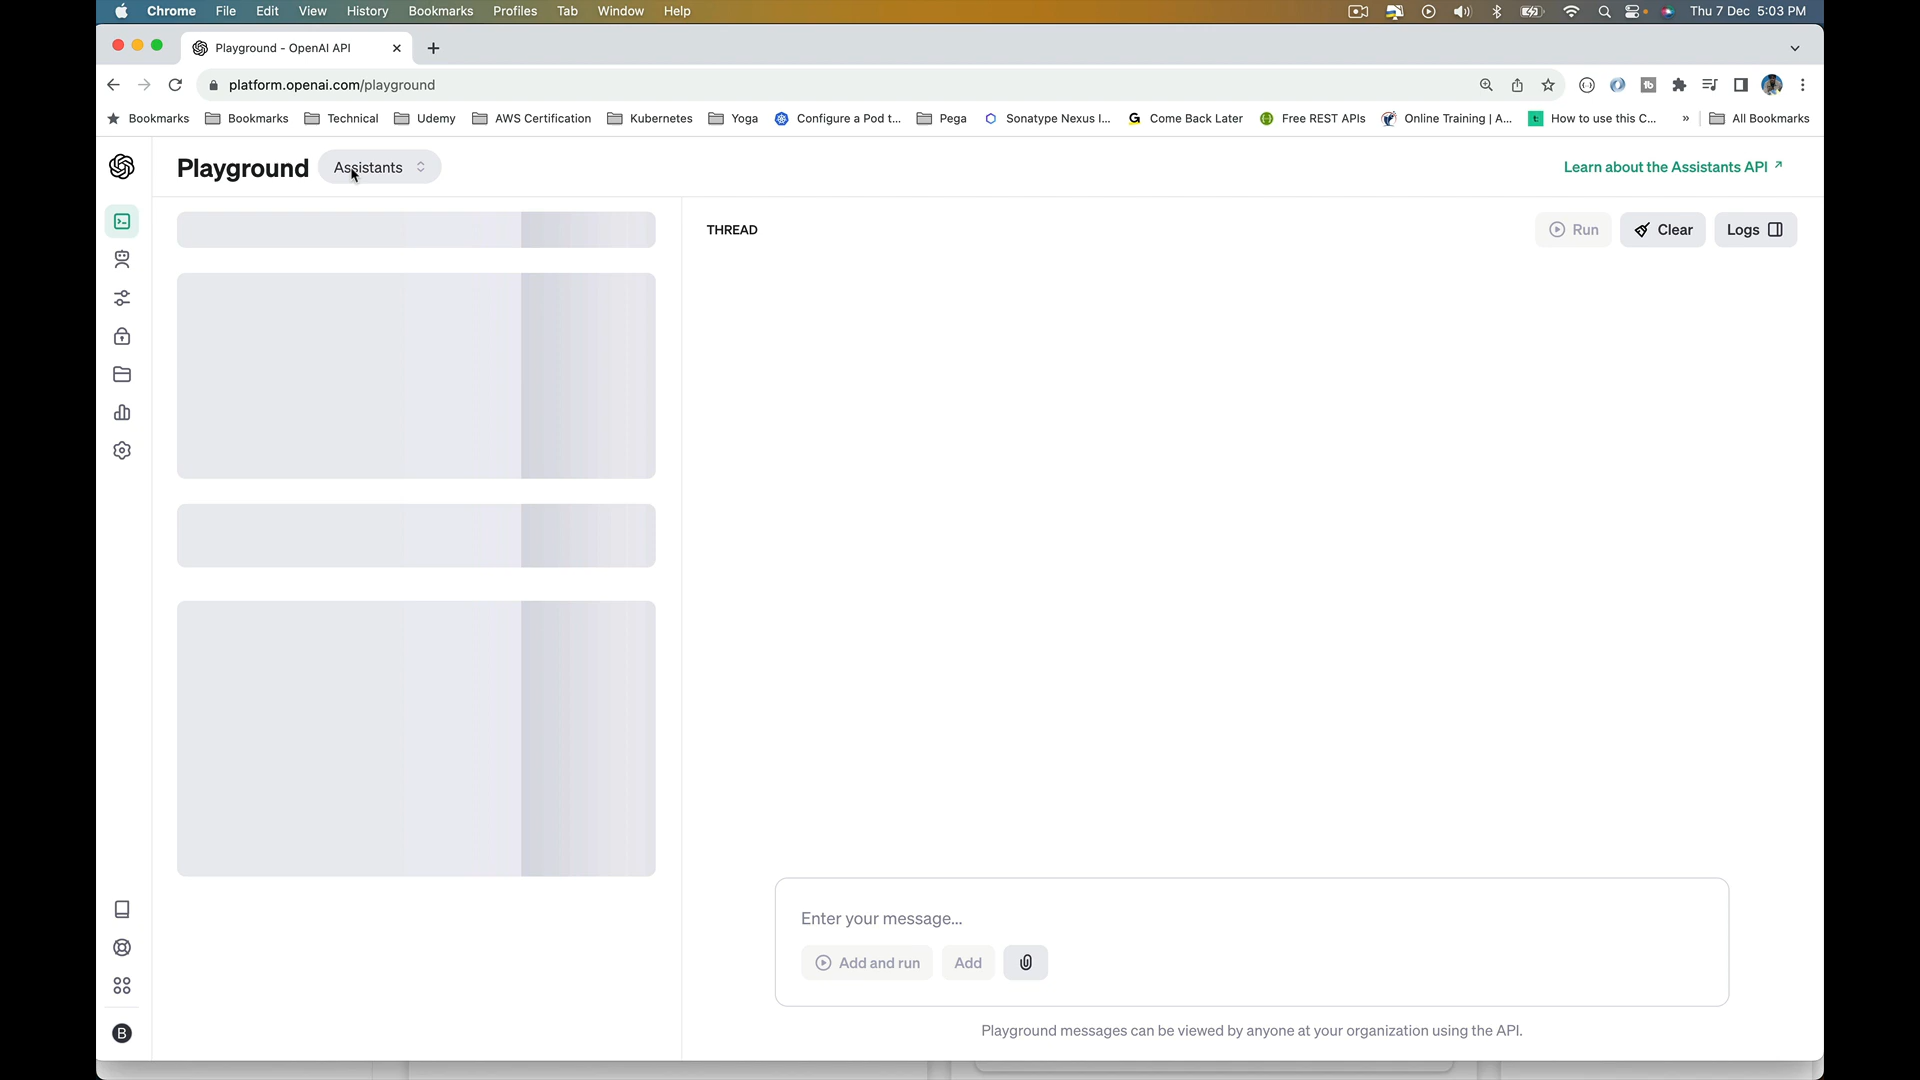 Chrome File Edit View History Bookmarks Profiles Tab Window Help Thu 7 Dec 5:03 PM
Playground - OpenAI API
platform.openai.com/playground
Bookmarks Bookmarks Technical Udemy AWS Certification Kubernetes Yoga Configure a Pod t... Pega Sonatype Nexus I... Come Back Later Free REST APIs Online Training | A... How to use this C... » All Bookmarks
Playground Assistants Learn about the Assistants API
THREAD Run Clear Logs
Enter your message...
Add and run Add
Playground messages can be viewed by anyone at your organization using the API.
B